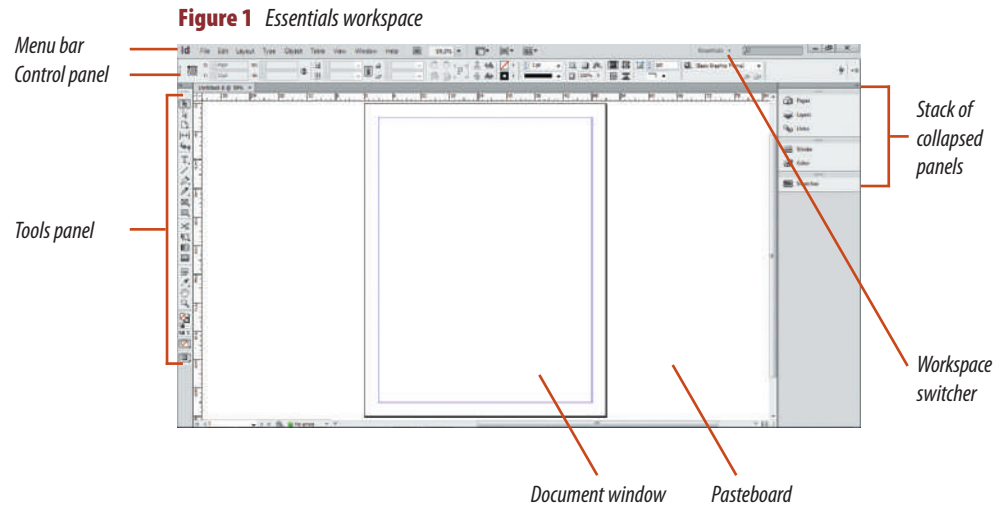 Figure 1 Essentials workspace
Menu bar
Control panel
Id File Edit Layout Type Object Table View Window Help
Essentials
Untitled
Pages
Layers
Links
Stroke
Color
Swatches
Tools panel
Stack of
collapsed
panels
Workspace
switcher
Document window
Pasteboard